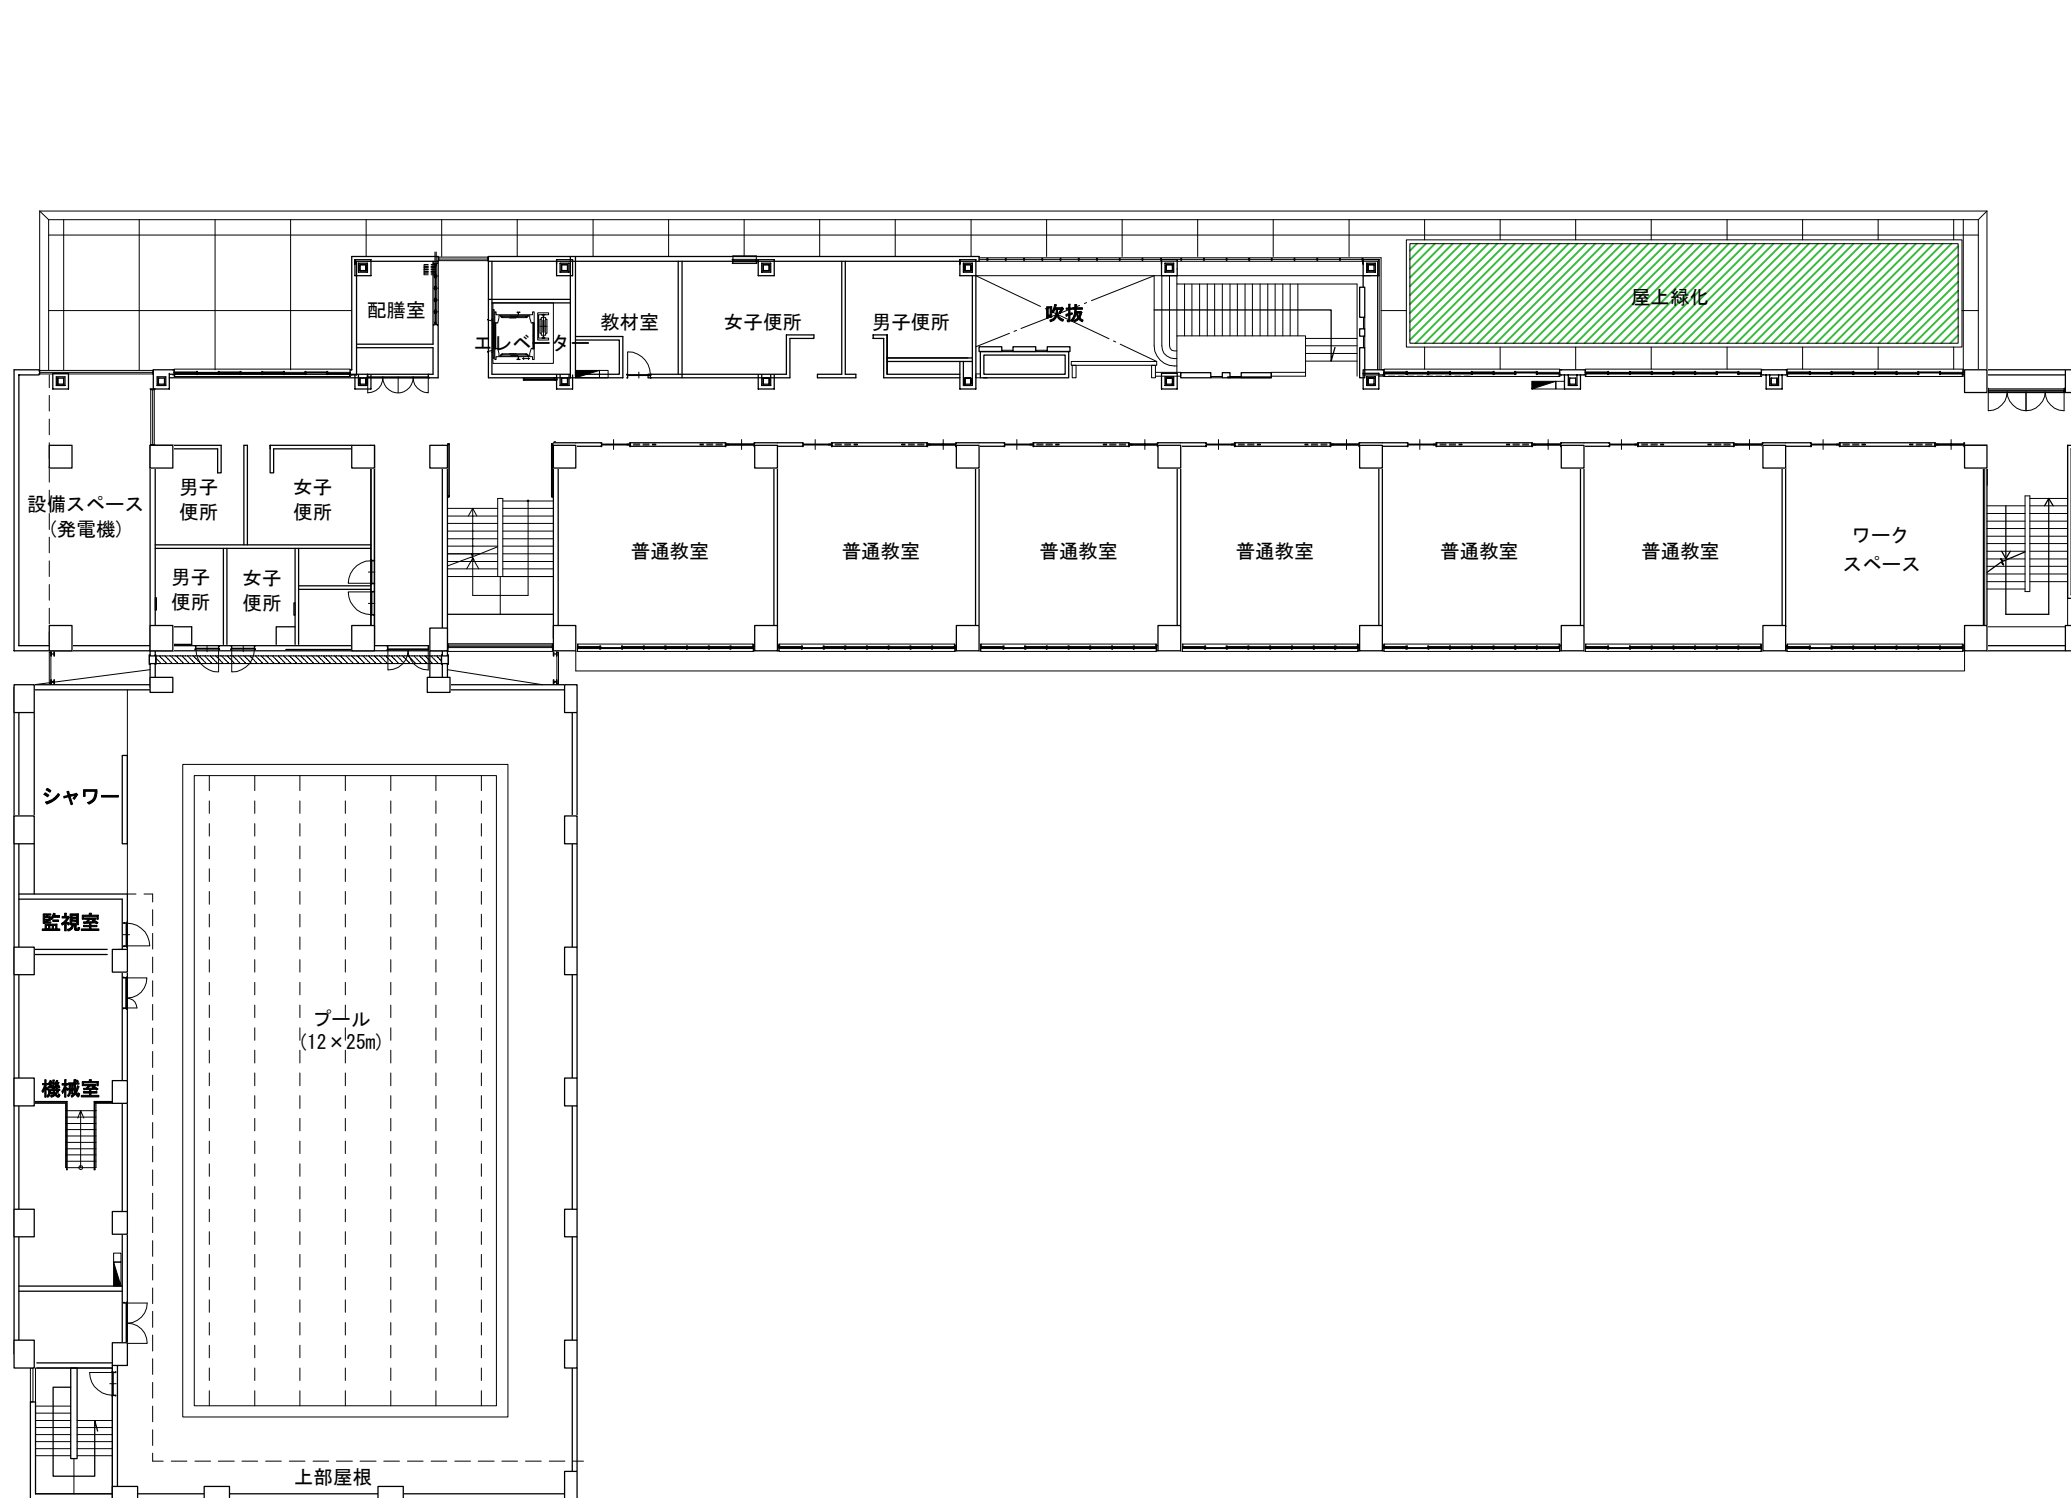 屋上緑化
配膳室
エレベーター
教材室
女子便所
男子便所
吹抜
設備スペース
(発電機)
男子
便所
女子
便所
男子
便所
女子
便所
普通教室
普通教室
普通教室
普通教室
普通教室
普通教室
ワーク
スペース
シャワー
監視室
機械室
プール
(12×25m)
上部屋根